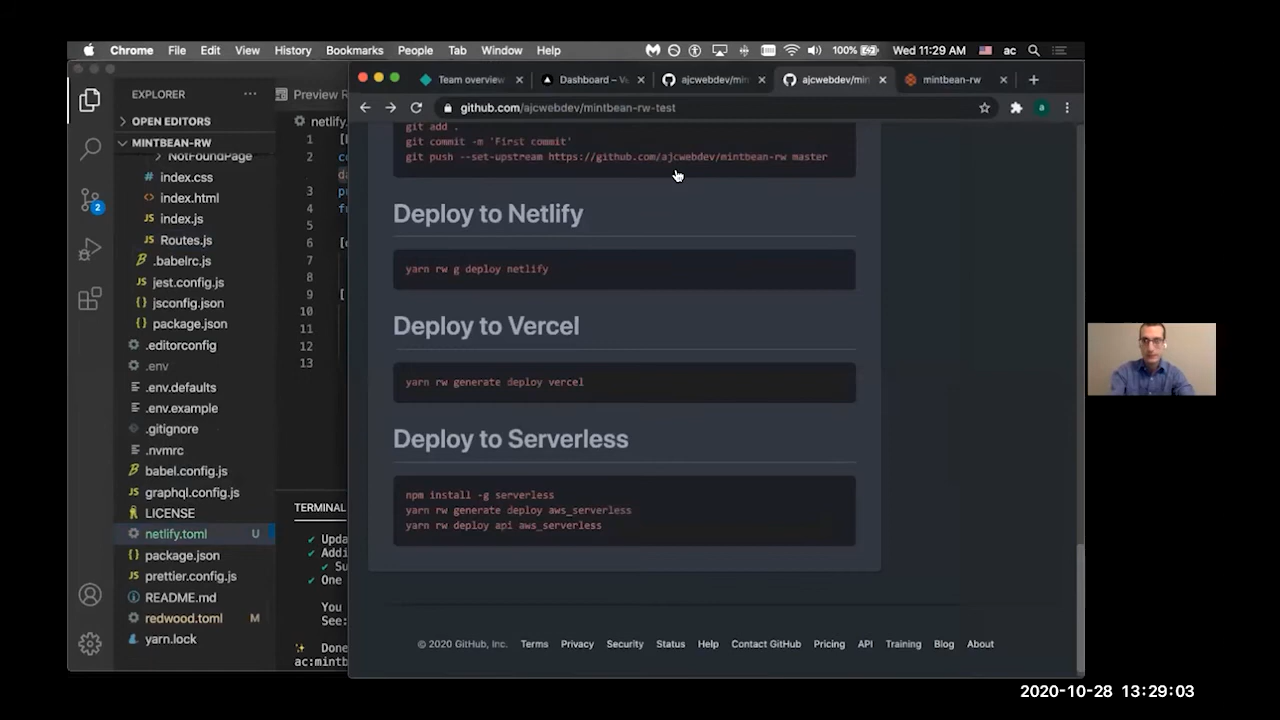 Chrome File Edit View History Bookmarks People Tab Window Help 100% Wed 11:29 AM ac
EXPLORER
OPEN EDITORS
MINTBEAN-RW
NotFoundPage
index.css
index.html
JS index.js
JS Routes.js
.babelrc.js
jest.config.js
{} jsconfig.json
{} package.json
.editorconfig
.env
.env.defaults
.env.example
.gitignore
.nvmrc
babel.config.js
graphql.config.js
LICENSE
netlify.toml U
package.json
prettier.config.js
README.md
redwood.toml M
yarn.lock
2
Preview R
netlify.
1
2
3
4
5
6
7
8
9
10
11
12
13
TERMINAL
✓ Upda
✓ Addi
✓ Su
✓ One
You
See:
Done
ac:mintb
Team overview
Dashboard – V
ajcwebdev/min
ajcwebdev/min
mintbean-rw
github.com/ajcwebdev/mintbean-rw-test
git add .
git commit -m 'First commit'
git push --set-upstream https://github.com/ajcwebdev/mintbean-rw master
Deploy to Netlify
yarn rw g deploy netlify
Deploy to Vercel
yarn rw generate deploy vercel
Deploy to Serverless
npm install -g serverless
yarn rw generate deploy aws_serverless
yarn rw deploy api aws_serverless
© 2020 GitHub, Inc. Terms Privacy Security Status Help Contact GitHub Pricing API Training Blog About
2020-10-28 13:29:03